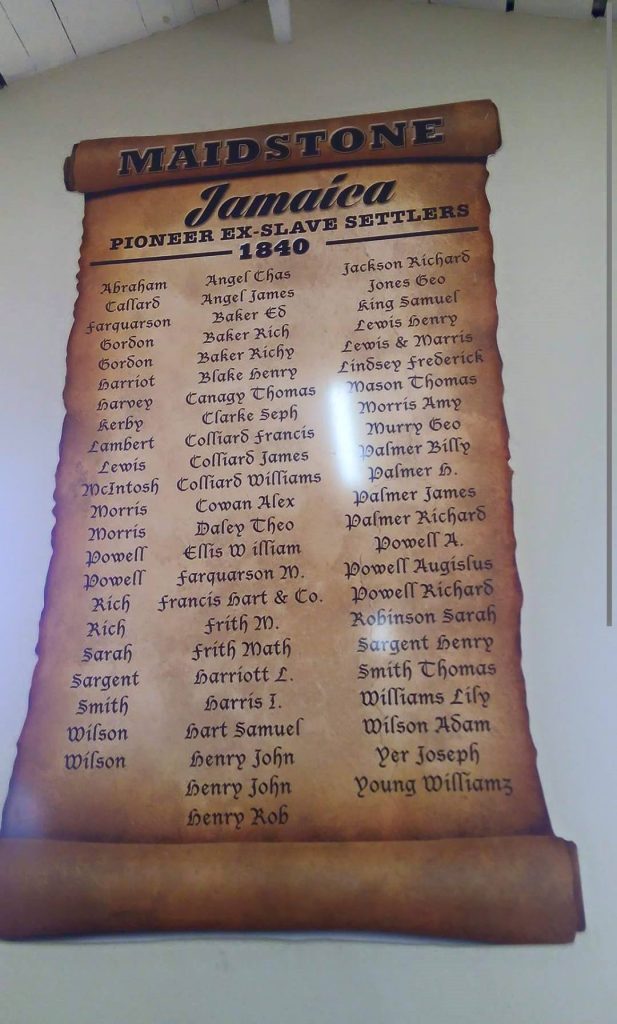 MAIDSTONE
Jamaica
PIONEER EX-SLAVE SETTLERS
1840
Abraham
Callard
Farquarson
Gordon
Gordon
Harriot
Harvey
Kerby
Lambert
Lewis
McIntosh
Morris
Morris
Powell
Powell
Rich
Rich
Sarah
Sargent
Smith
Wilson
Wilson
Angel Chas
Angel James
Baker Ed
Baker Rich
Baker Richy
Blake Henry
Canagy Thomas
Clarke Seph
Colliard Francis
Colliard James
Colliard Williams
Cowan Alex
Daley Theo
Ellis W illiam
Farquarson M.
Francis Hart & Co.
Frith M.
Frith Math
Harriott L.
Harris I.
Hart Samuel
Henry John
Henry John
Henry Rob
Jackson Richard
Jones Geo
King Samuel
Lewis Henry
Lewis & Marris
Lindsey Frederick
Mason Thomas
Morris Amy
Murry Geo
Palmer Billy
Palmer H.
Palmer James
Palmer Richard
Powell A.
Powell Augislus
Powell Richard
Robinson Sarah
Sargent Henry
Smith Thomas
Williams Lily
Wilson Adam
Yer Joseph
Young Williamz